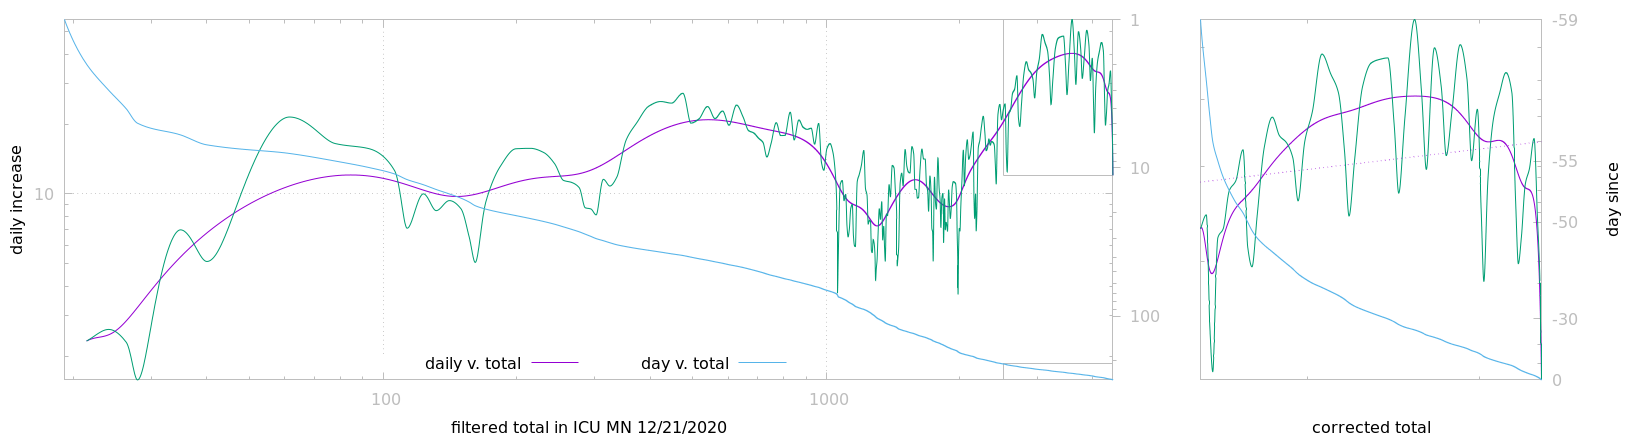 daily increase
10
100
1000
daily v. total
day v. total
filtered total in ICU MN 12/21/2020
1
10
100
corrected total
-59
-55
-50
-30
0
day since